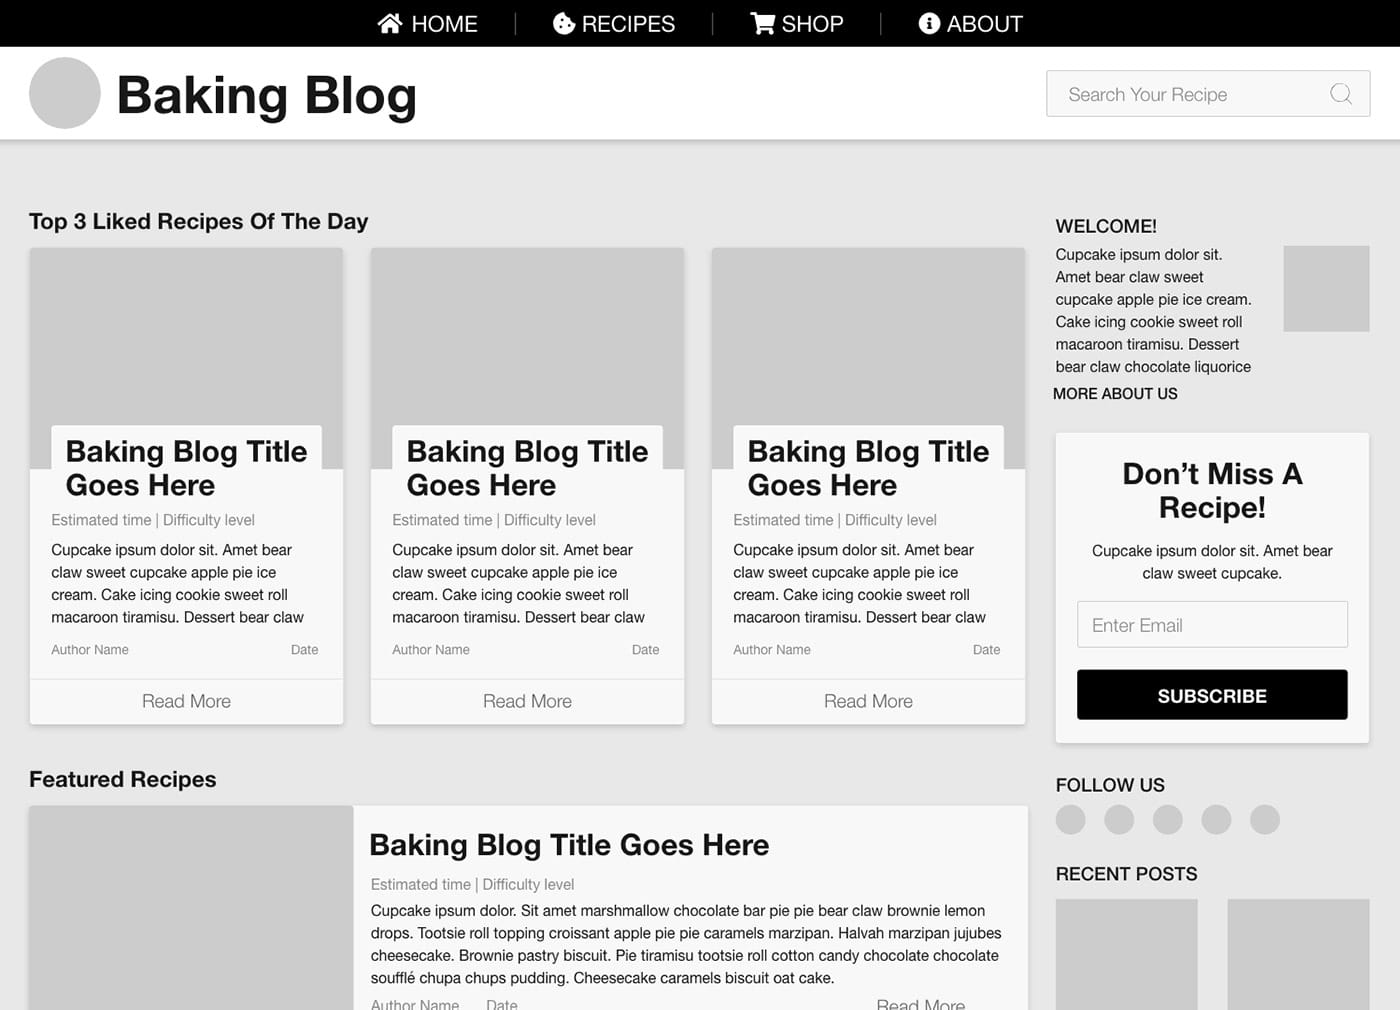 HOME
RECIPES
SHOP
ABOUT
Baking Blog
Search Your Recipe
Top 3 Liked Recipes Of The Day
Baking Blog Title
Goes Here
Estimated time | Difficulty level
Cupcake ipsum dolor sit. Amet bear
claw sweet cupcake apple pie ice
cream. Cake icing cookie sweet roll
macaroon tiramisu. Dessert bear claw
Author Name
Date
Read More
Baking Blog Title
Goes Here
Estimated time | Difficulty level
Cupcake ipsum dolor sit. Amet bear
claw sweet cupcake apple pie ice
cream. Cake icing cookie sweet roll
macaroon tiramisu. Dessert bear claw
Author Name
Date
Read More
Baking Blog Title
Goes Here
Estimated time | Difficulty level
Cupcake ipsum dolor sit. Amet bear
claw sweet cupcake apple pie ice
cream. Cake icing cookie sweet roll
macaroon tiramisu. Dessert bear claw
Author Name
Date
Read More
Featured Recipes
Baking Blog Title Goes Here
Estimated time | Difficulty level
Cupcake ipsum dolor. Sit amet marshmallow chocolate bar pie pie bear claw brownie lemon
drops. Tootsie roll topping croissant apple pie pie caramels marzipan. Halvah marzipan jujubes
cheesecake. Brownie pastry biscuit. Pie tiramisu tootsie roll cotton candy chocolate chocolate
soufflé chupa chups pudding. Cheesecake caramels biscuit oat cake.
Author Name
Date
Read More
WELCOME!
Cupcake ipsum dolor sit.
Amet bear claw sweet
cupcake apple pie ice cream.
Cake icing cookie sweet roll
macaroon tiramisu. Dessert
bear claw chocolate liquorice
MORE ABOUT US
Don’t Miss A
Recipe!
Cupcake ipsum dolor sit. Amet bear
claw sweet cupcake.
Enter Email
SUBSCRIBE
FOLLOW US
RECENT POSTS